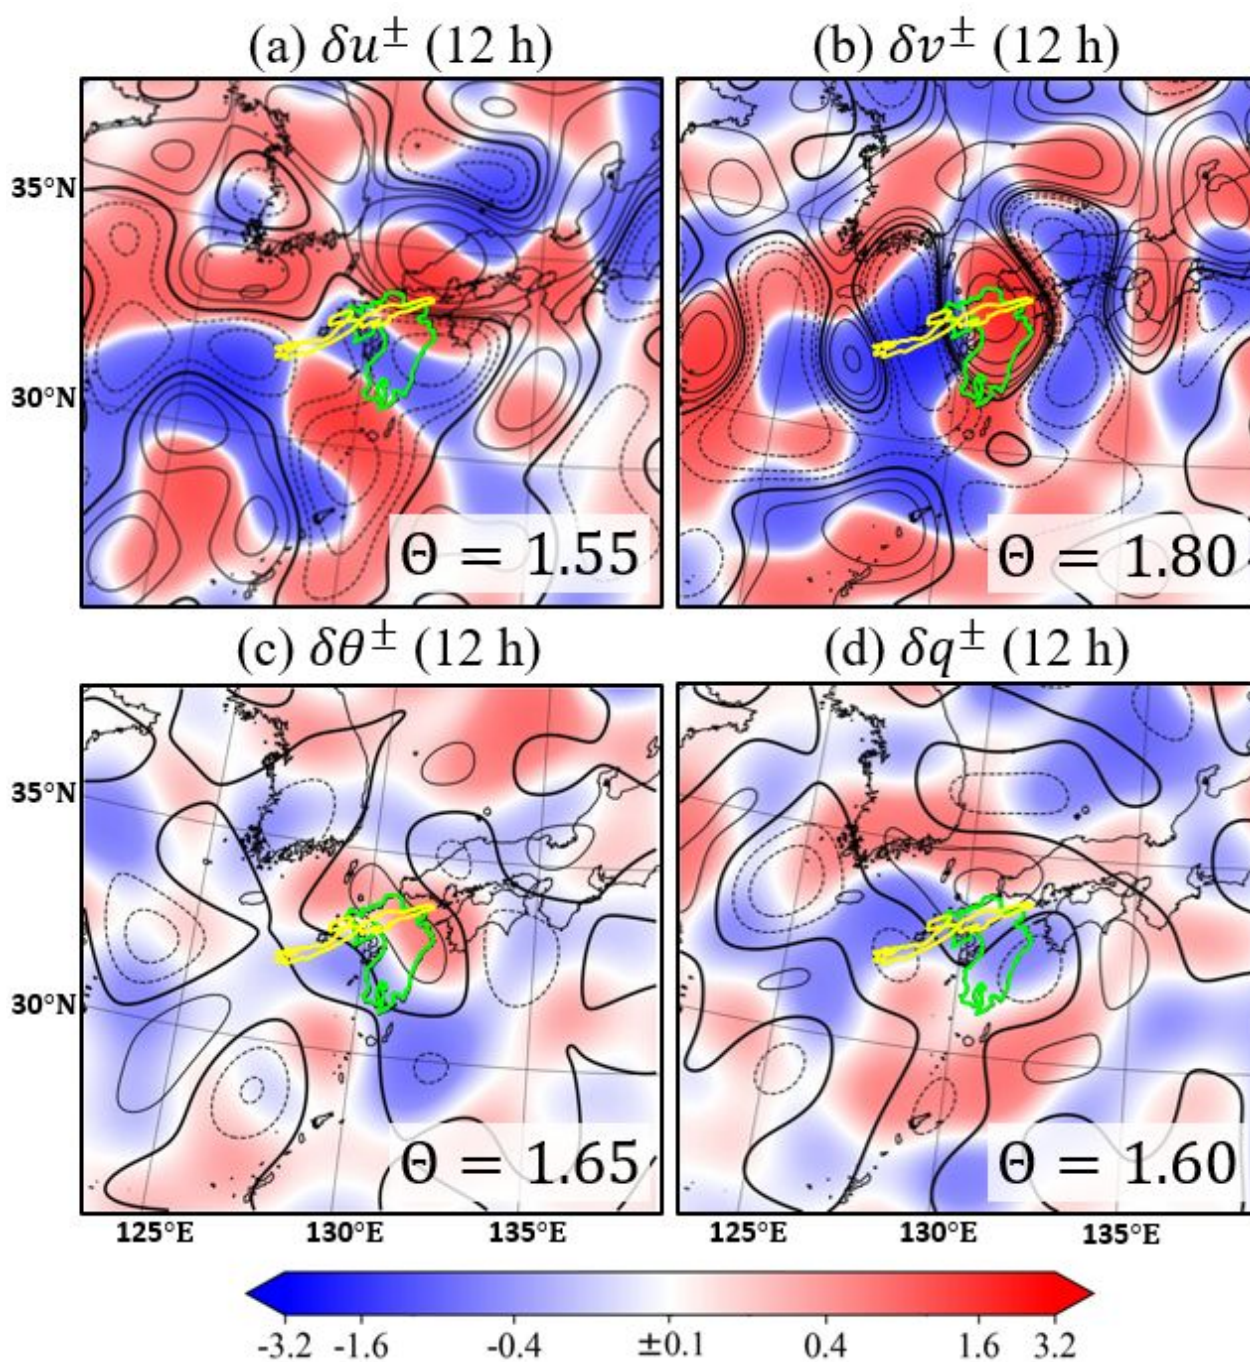 (a) δu± (12 h)
(b) δv± (12 h)
35°N
30°N
Θ = 1.55
Θ = 1.80
(c) δθ± (12 h)
(d) δq± (12 h)
35°N
30°N
Θ = 1.65
Θ = 1.60
125°E 130°E 135°E
125°E 130°E 135°E
-3.2 -1.6 -0.4 ±0.1 0.4 1.6 3.2